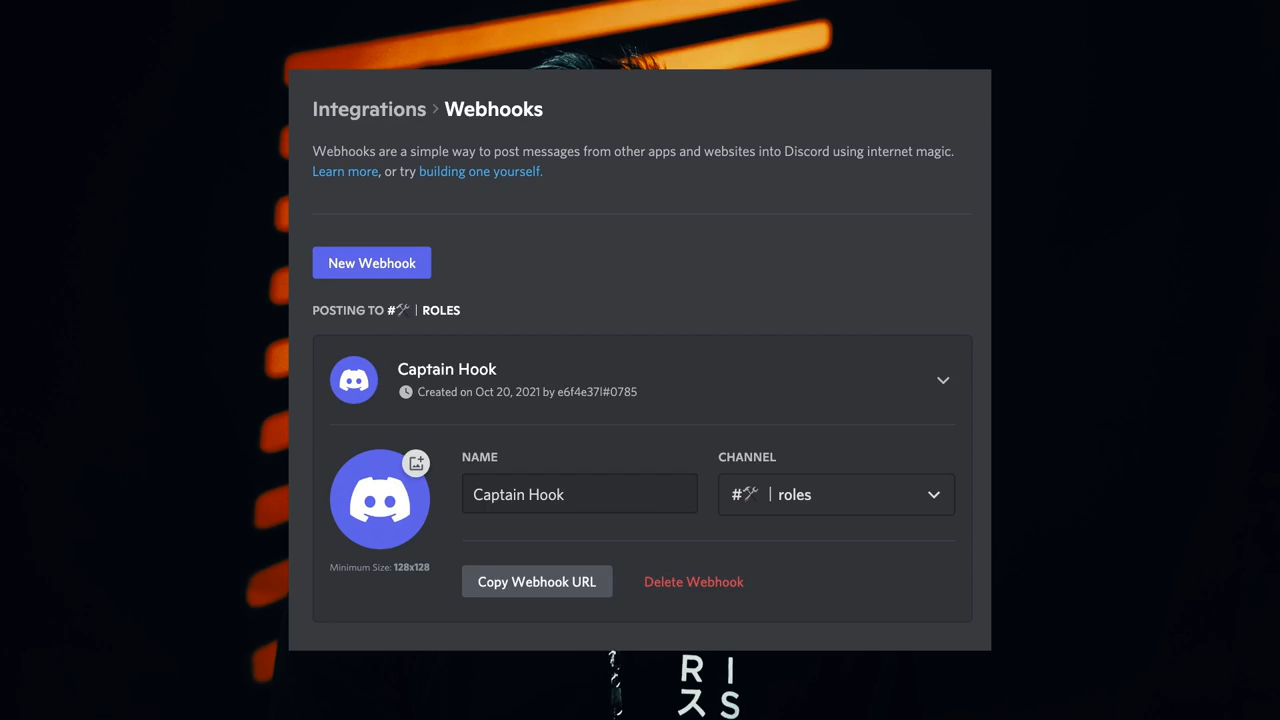 Integrations > Webhooks
Webhooks are a simple way to post messages from other apps and websites into Discord using internet magic.
Learn more, or try building one yourself.
New Webhook
POSTING TO #🛠 | ROLES
Captain Hook
Created on Oct 20, 2021 by e6f4e37l#0785
NAME
CHANNEL
Captain Hook
#🛠 | roles
Minimum Size: 128x128
Copy Webhook URL
Delete Webhook
R I
ス S